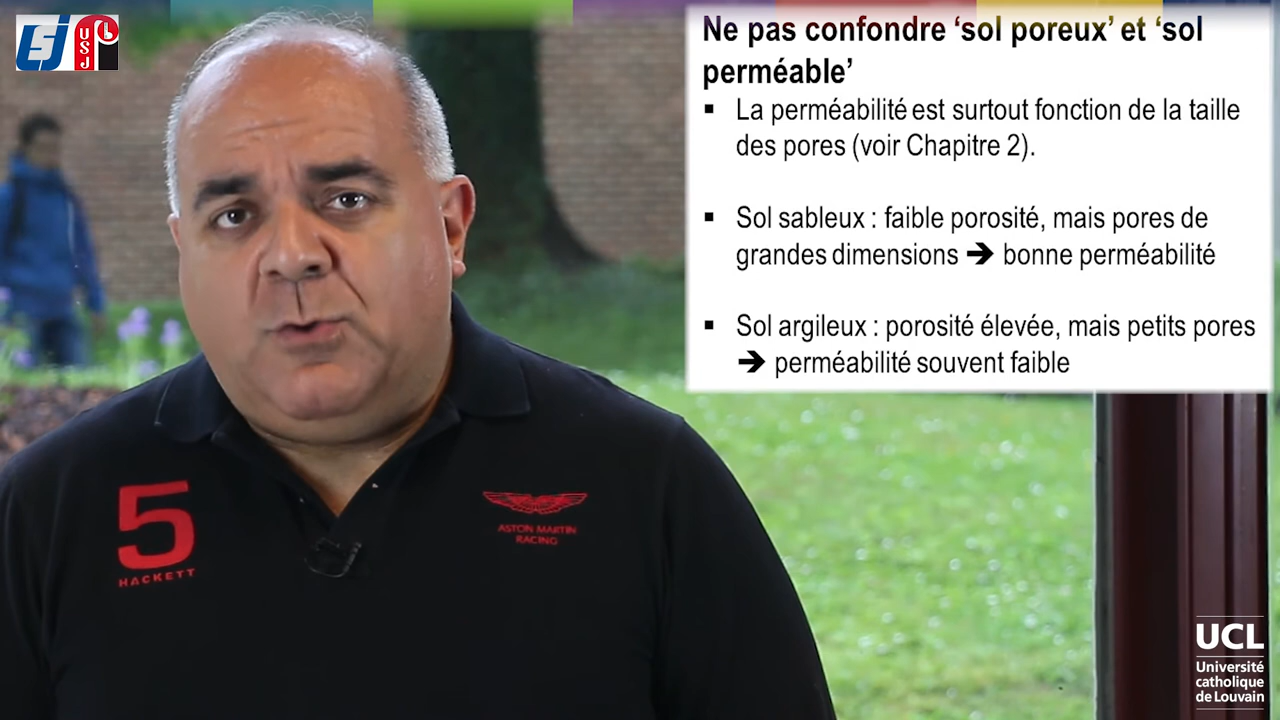 USJ
Ne pas confondre ‘sol poreux’ et ‘sol
perméable’
▪ La perméabilité est surtout fonction de la taille
des pores (voir Chapitre 2).
▪ Sol sableux : faible porosité, mais pores de
grandes dimensions ➔ bonne perméabilité
▪ Sol argileux : porosité élevée, mais petits pores
➔ perméabilité souvent faible
5
HACKETT
ASTON MARTIN
RACING
UCL
Université
catholique
de Louvain